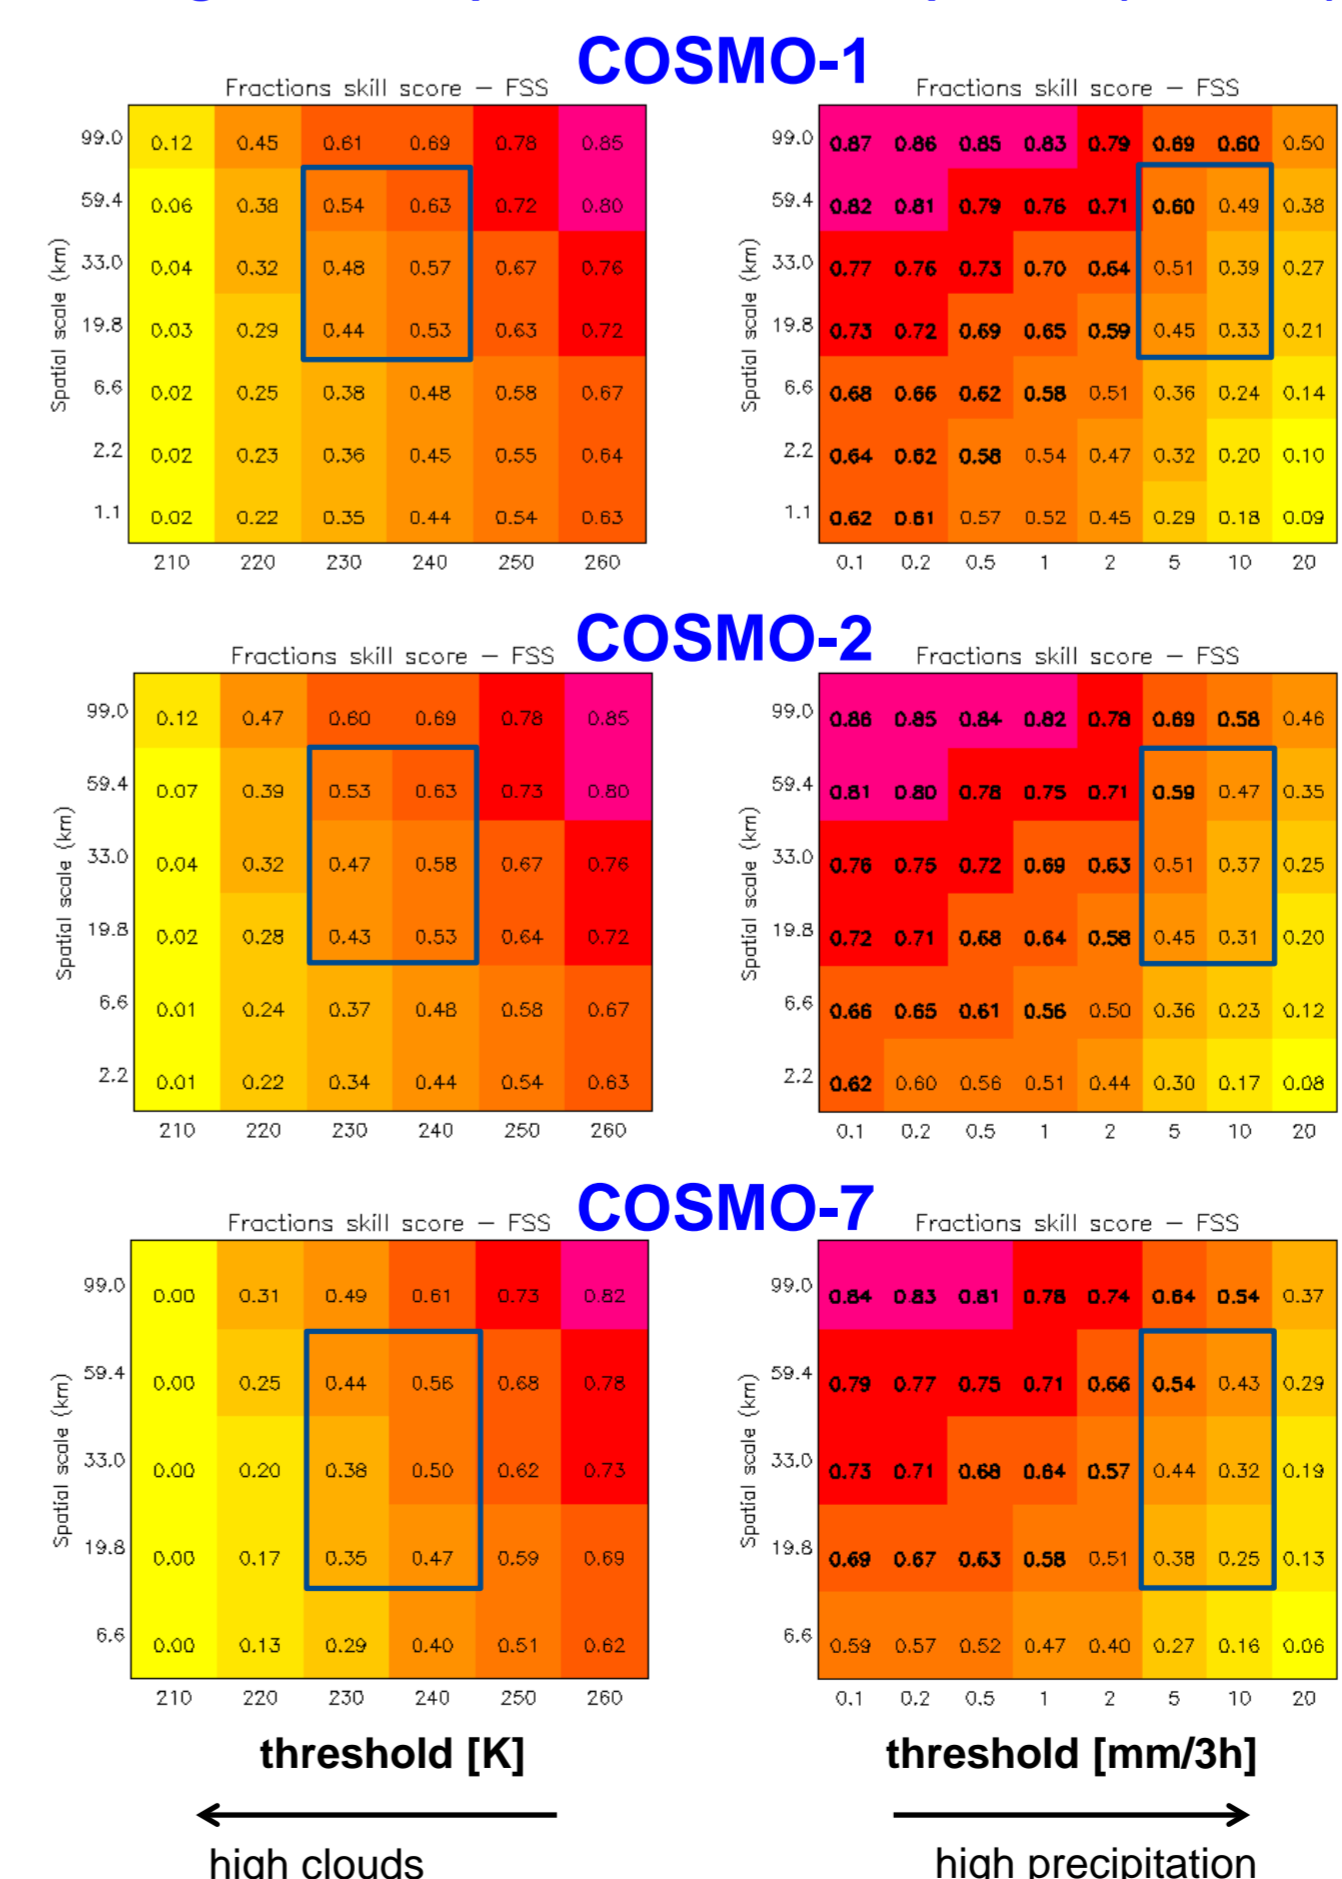 COSMO-1
Fractions skill score – FSS
Fractions skill score – FSS
Spatial scale (km)
99.0 0.12 0.45 0.61 0.69 0.78 0.85
59.4 0.06 0.38 0.54 0.63 0.72 0.80
33.0 0.04 0.32 0.48 0.57 0.67 0.76
19.8 0.03 0.29 0.44 0.53 0.63 0.72
6.6 0.02 0.25 0.38 0.48 0.58 0.67
2.2 0.02 0.23 0.36 0.45 0.55 0.64
1.1 0.02 0.22 0.35 0.44 0.54 0.63
210 220 230 240 250 260
Spatial scale (km)
99.0 0.87 0.86 0.85 0.83 0.79 0.69 0.60 0.50
59.4 0.82 0.81 0.79 0.76 0.71 0.60 0.49 0.38
33.0 0.77 0.76 0.73 0.70 0.64 0.51 0.39 0.27
19.8 0.73 0.72 0.69 0.65 0.59 0.45 0.33 0.21
6.6 0.68 0.66 0.62 0.58 0.51 0.36 0.24 0.14
2.2 0.64 0.62 0.58 0.54 0.47 0.32 0.20 0.10
1.1 0.62 0.61 0.57 0.52 0.45 0.29 0.18 0.09
0.1 0.2 0.5 1 2 5 10 20
COSMO-2
Fractions skill score – FSS
Fractions skill score – FSS
Spatial scale (km)
99.0 0.12 0.47 0.60 0.69 0.78 0.85
59.4 0.07 0.39 0.53 0.63 0.73 0.80
33.0 0.04 0.32 0.47 0.58 0.67 0.76
19.8 0.02 0.28 0.43 0.53 0.64 0.72
6.6 0.01 0.24 0.37 0.48 0.58 0.67
2.2 0.01 0.22 0.34 0.44 0.54 0.63
210 220 230 240 250 260
Spatial scale (km)
99.0 0.86 0.85 0.84 0.82 0.78 0.69 0.58 0.46
59.4 0.81 0.80 0.78 0.75 0.71 0.59 0.47 0.35
33.0 0.76 0.75 0.72 0.69 0.63 0.51 0.37 0.25
19.8 0.72 0.71 0.68 0.64 0.58 0.45 0.31 0.20
6.6 0.66 0.65 0.61 0.56 0.50 0.36 0.23 0.12
2.2 0.62 0.60 0.56 0.51 0.44 0.30 0.17 0.08
0.1 0.2 0.5 1 2 5 10 20
COSMO-7
Fractions skill score – FSS
Fractions skill score – FSS
Spatial scale (km)
99.0 0.00 0.31 0.49 0.61 0.73 0.82
59.4 0.00 0.25 0.44 0.56 0.68 0.78
33.0 0.00 0.20 0.38 0.50 0.62 0.73
19.8 0.00 0.17 0.35 0.47 0.59 0.69
6.6 0.00 0.13 0.29 0.40 0.51 0.62
210 220 230 240 250 260
Spatial scale (km)
99.0 0.84 0.83 0.81 0.78 0.74 0.64 0.54 0.37
59.4 0.79 0.77 0.75 0.71 0.66 0.54 0.43 0.29
33.0 0.73 0.71 0.68 0.64 0.57 0.44 0.32 0.19
19.8 0.69 0.67 0.63 0.58 0.51 0.38 0.25 0.13
6.6 0.59 0.57 0.52 0.47 0.40 0.27 0.16 0.06
0.1 0.2 0.5 1 2 5 10 20
threshold [K]
threshold [mm/3h]
high clouds
high precipitation